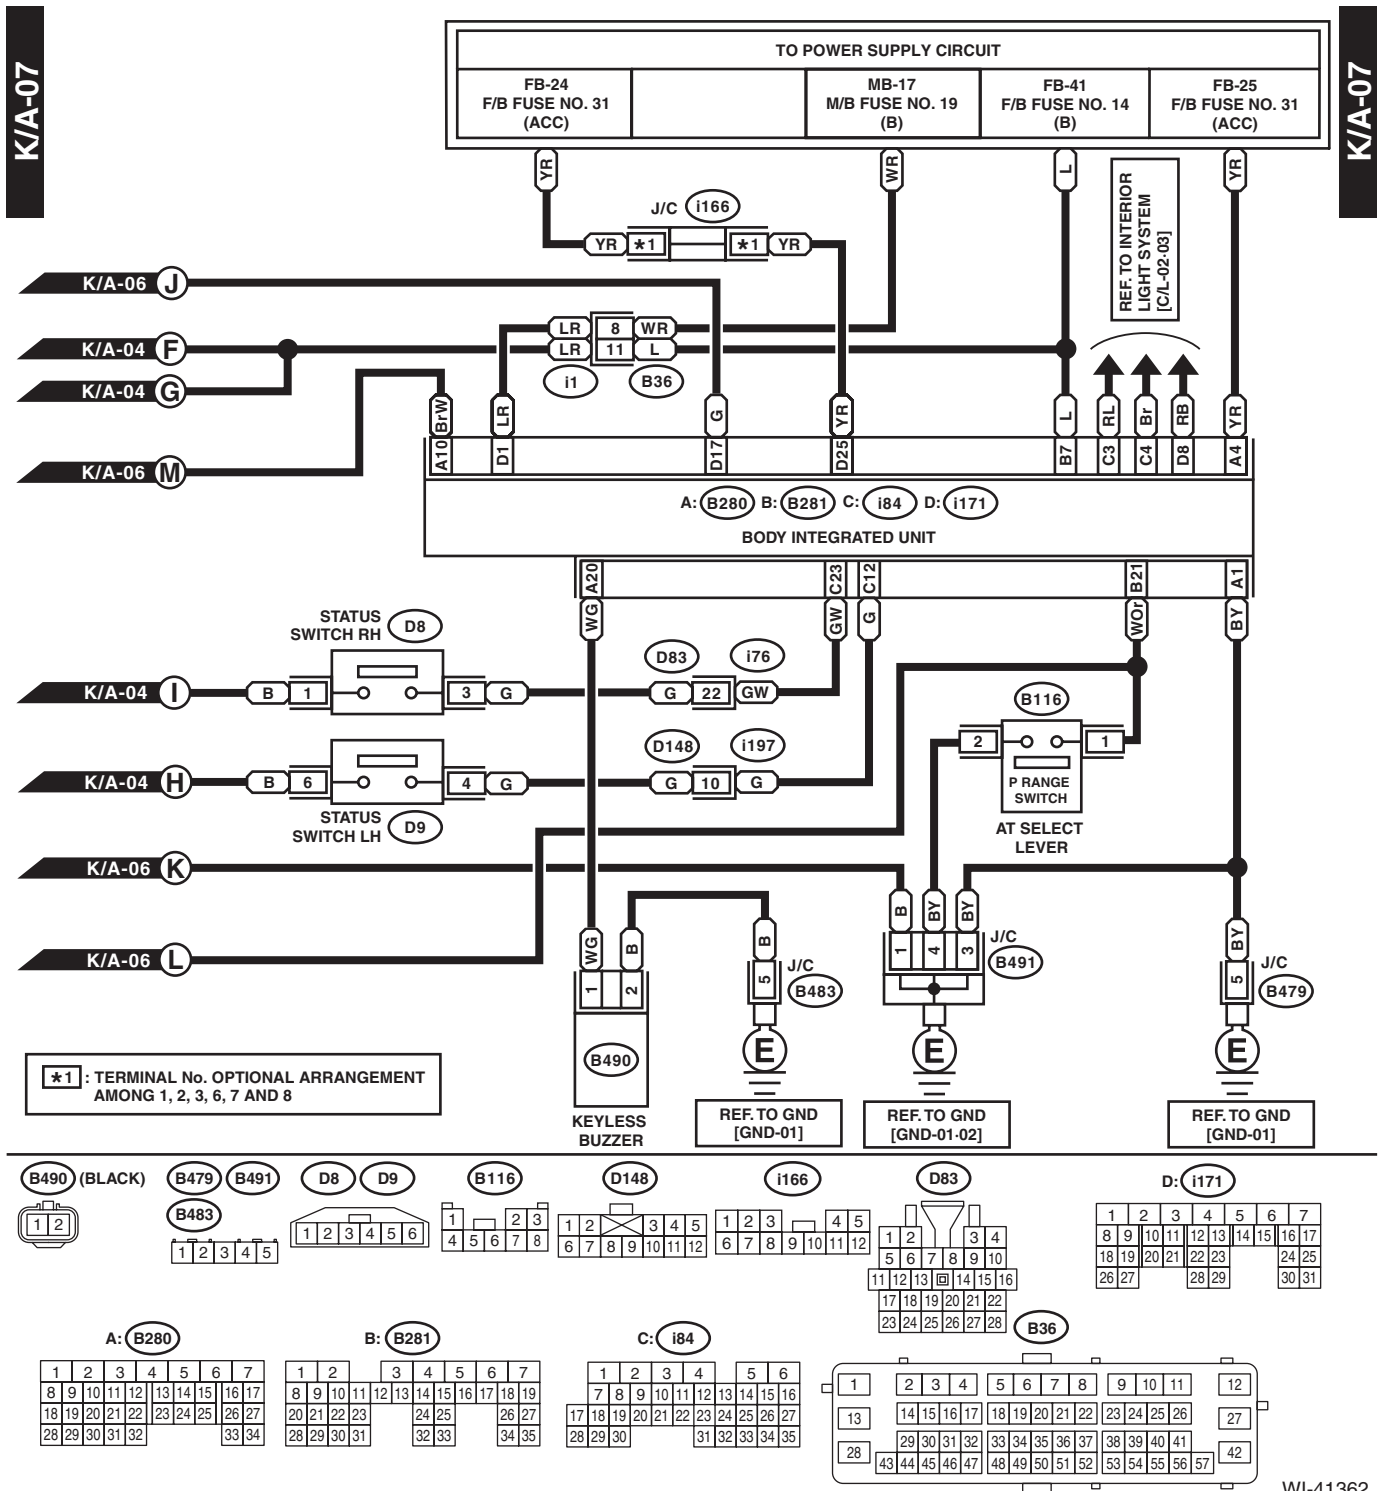 K/A-07
K/A-07
TO POWER SUPPLY CIRCUIT
FB-24
F/B FUSE NO. 31
(ACC)
MB-17
M/B FUSE NO. 19
(B)
FB-41
F/B FUSE NO. 14
(B)
FB-25
F/B FUSE NO. 31
(ACC)
YR
WR
L
YR
REF. TO INTERIOR
LIGHT SYSTEM
[C/L-02·03]
J/C i166
YR *1 *1 YR
K/A-06 J
LR 8 WR
K/A-04 F
LR 11 L
i1 B36
K/A-04 G
BrW LR G YR L RL Br RB YR
A10 D1 D17 D25 B7 C3 C4 D8 A4
K/A-06 M
A: B280 B: B281 C: i84 D: i171
BODY INTEGRATED UNIT
A20 C23 C12 B21 A1
WG GW G WOr BY
STATUS
SWITCH RH D8
D83 i76
K/A-04 I B 1 3 G G 22 GW
B116
2 1
P RANGE
SWITCH
AT SELECT
LEVER
D148 i197
K/A-04 H B 6 4 G G 10 G
STATUS
SWITCH LH D9
K/A-06 K
B BY BY
1 4 3
J/C
B491
K/A-06 L
WG B
1 2
B
5
J/C
B483
BY
5
J/C
B479
B490
E
E
E
*1 : TERMINAL No. OPTIONAL ARRANGEMENT
AMONG 1, 2, 3, 6, 7 AND 8
KEYLESS
BUZZER
REF. TO GND
[GND-01]
REF. TO GND
[GND-01·02]
REF. TO GND
[GND-01]
B490 (BLACK)
1 2
B479 B491
B483
1 2 3 4 5
D8 D9
1 2 3 4 5 6
B116
1 2 3
4 5 6 7 8
D148
1 2 3 4 5
6 7 8 9 10 11 12
i166
1 2 3 4 5
6 7 8 9 10 11 12
D83
1 2 3 4
5 6 7 8 9 10
11 12 13 14 15 16
17 18 19 20 21 22
23 24 25 26 27 28
D: i171
1 2 3 4 5 6 7
8 9 10 11 12 13 14 15 16 17
18 19 20 21 22 23 24 25
26 27 28 29 30 31
A: B280
1 2 3 4 5 6 7
8 9 10 11 12 13 14 15 16 17
18 19 20 21 22 23 24 25 26 27
28 29 30 31 32 33 34
B: B281
1 2 3 4 5 6 7
8 9 10 11 12 13 14 15 16 17 18 19
20 21 22 23 24 25 26 27
28 29 30 31 32 33 34 35
C: i84
1 2 3 4 5 6
7 8 9 10 11 12 13 14 15 16
17 18 19 20 21 22 23 24 25 26 27
28 29 30 31 32 33 34 35
B36
1 2 3 4 5 6 7 8 9 10 11 12
13 14 15 16 17 18 19 20 21 22 23 24 25 26 27
28 29 30 31 32 33 34 35 36 37 38 39 40 41 42
43 44 45 46 47 48 49 50 51 52 53 54 55 56 57
WI-41362